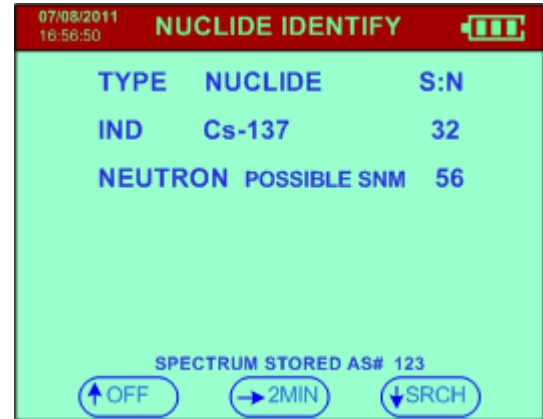 07/08/2011
16:56:50
NUCLIDE IDENTIFY
TYPE NUCLIDE S:N
IND Cs-137 32
NEUTRON POSSIBLE SNM 56
SPECTRUM STORED AS# 123
OFF 2MIN SRCH